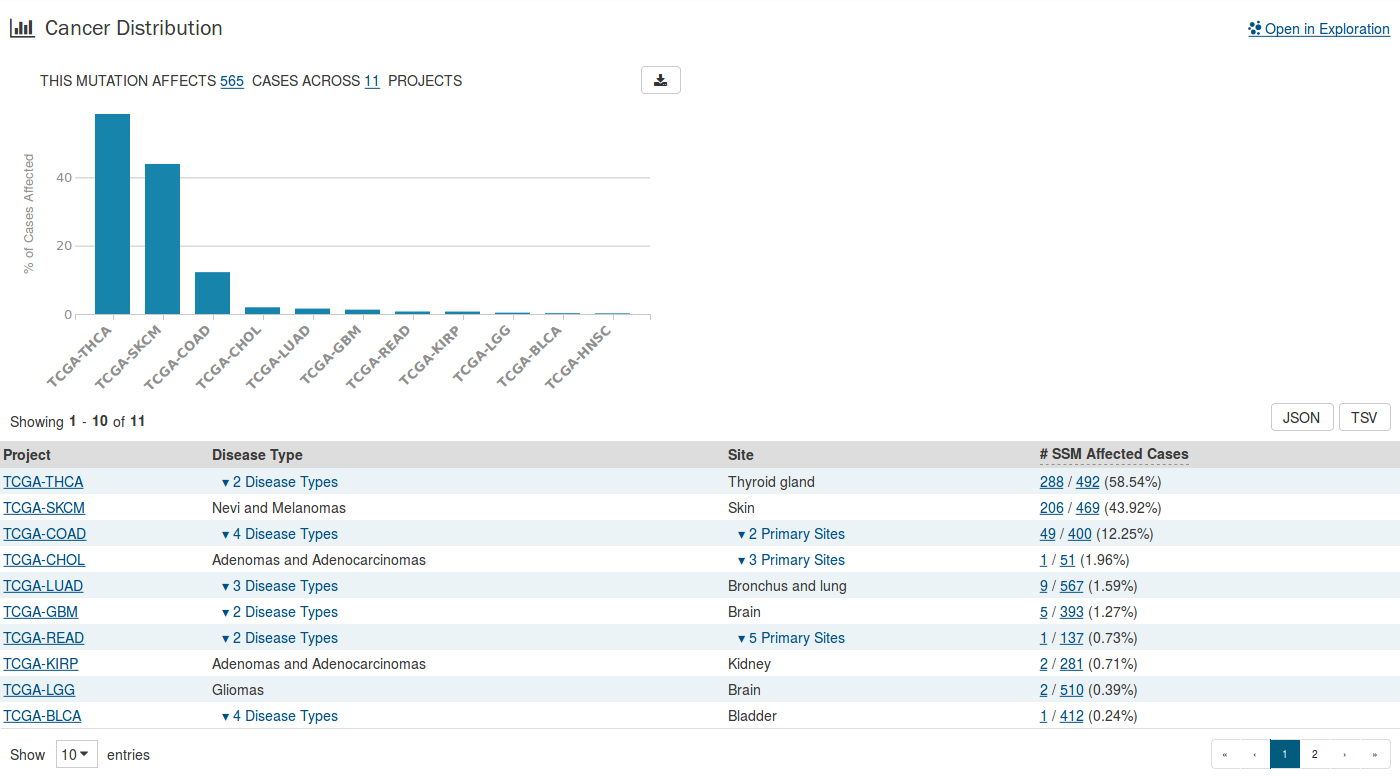 Cancer Distribution
Open in Exploration
THIS MUTATION AFFECTS 565 CASES ACROSS 11 PROJECTS
% of Cases Affected
40
20
0
TCGA-THCA
TCGA-SKCM
TCGA-COAD
TCGA-CHOL
TCGA-LUAD
TCGA-GBM
TCGA-READ
TCGA-KIRP
TCGA-LGG
TCGA-BLCA
TCGA-HNSC
Showing 1 - 10 of 11
JSON TSV
Project Disease Type Site # SSM Affected Cases
TCGA-THCA ▾ 2 Disease Types Thyroid gland 288 / 492 (58.54%)
TCGA-SKCM Nevi and Melanomas Skin 206 / 469 (43.92%)
TCGA-COAD ▾ 4 Disease Types ▾ 2 Primary Sites 49 / 400 (12.25%)
TCGA-CHOL Adenomas and Adenocarcinomas ▾ 3 Primary Sites 1 / 51 (1.96%)
TCGA-LUAD ▾ 3 Disease Types Bronchus and lung 9 / 567 (1.59%)
TCGA-GBM ▾ 2 Disease Types Brain 5 / 393 (1.27%)
TCGA-READ ▾ 2 Disease Types ▾ 5 Primary Sites 1 / 137 (0.73%)
TCGA-KIRP Adenomas and Adenocarcinomas Kidney 2 / 281 (0.71%)
TCGA-LGG Gliomas Brain 2 / 510 (0.39%)
TCGA-BLCA ▾ 4 Disease Types Bladder 1 / 412 (0.24%)
Show 10 entries
« ‹ 1 2 › »